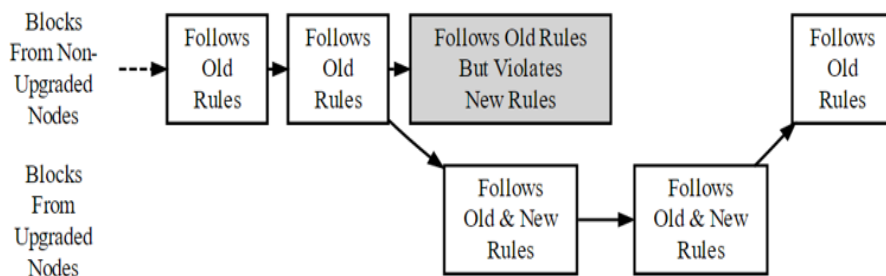 Blocks
From Non-
Upgraded
Nodes
Follows
Old
Rules
Follows
Old
Rules
Follows Old Rules
But Violates
New Rules
Follows
Old
Rules
Blocks
From
Upgraded
Nodes
Follows
Old & New
Rules
Follows
Old & New
Rules